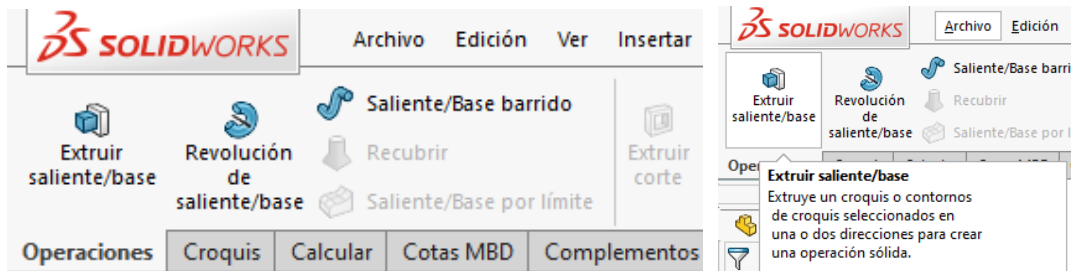 SOLIDWORKS Archivo Edición Ver Insertar
Extruir
saliente/base
Revolución
de
saliente/base
Saliente/Base barrido
Recubrir
Saliente/Base por límite
Extruir
corte
Operaciones Croquis Calcular Cotas MBD Complementos
SOLIDWORKS Archivo Edición
Extruir
saliente/base
Revolución
de
saliente/base
Saliente/Base
Recubrir
Saliente/Base por
Extruir saliente/base
Extruye un croquis o contornos
de croquis seleccionados en
una o dos direcciones para crear
una operación sólida.